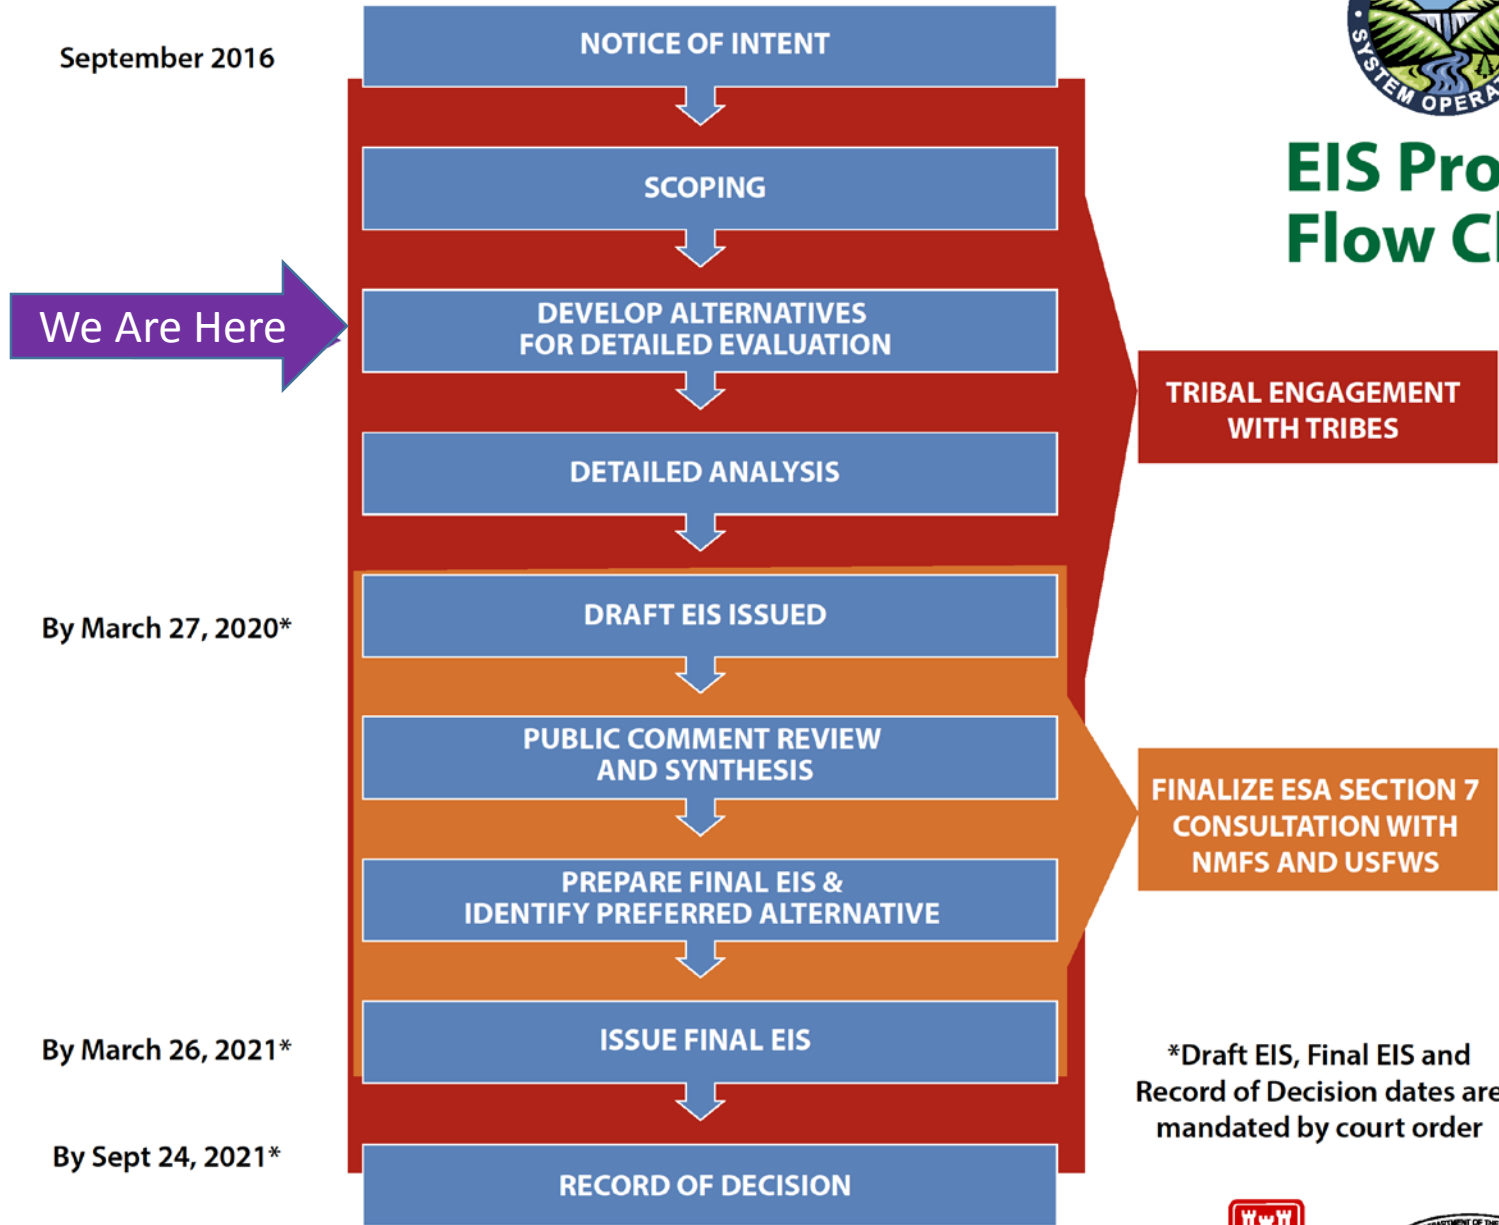 September 2016
NOTICE OF INTENT
SYSTEM
EIS
Flow
SCOPING
We Are Here
DEVELOP ALTERNATIVES
FOR DETAILED EVALUATION
TRIBAL ENGAGEMENT
WITH TRIBES
DETAILED ANALYSIS
By March 27, 2020*
DRAFT EIS ISSUED
PUBLIC COMMENT REVIEW
AND SYNTHESIS
FINALIZE ESA SECTION 7
CONSULTATION WITH
NMFS AND USFWS
PREPARE FINAL EIS &
IDENTIFY PREFERRED ALTERNATIVE
By March 26, 2021*
ISSUE FINAL EIS
*Draft EIS, Final EIS and
Record of Decision dates are
mandated by court order
By Sept 24, 2021*
RECORD OF DECISION